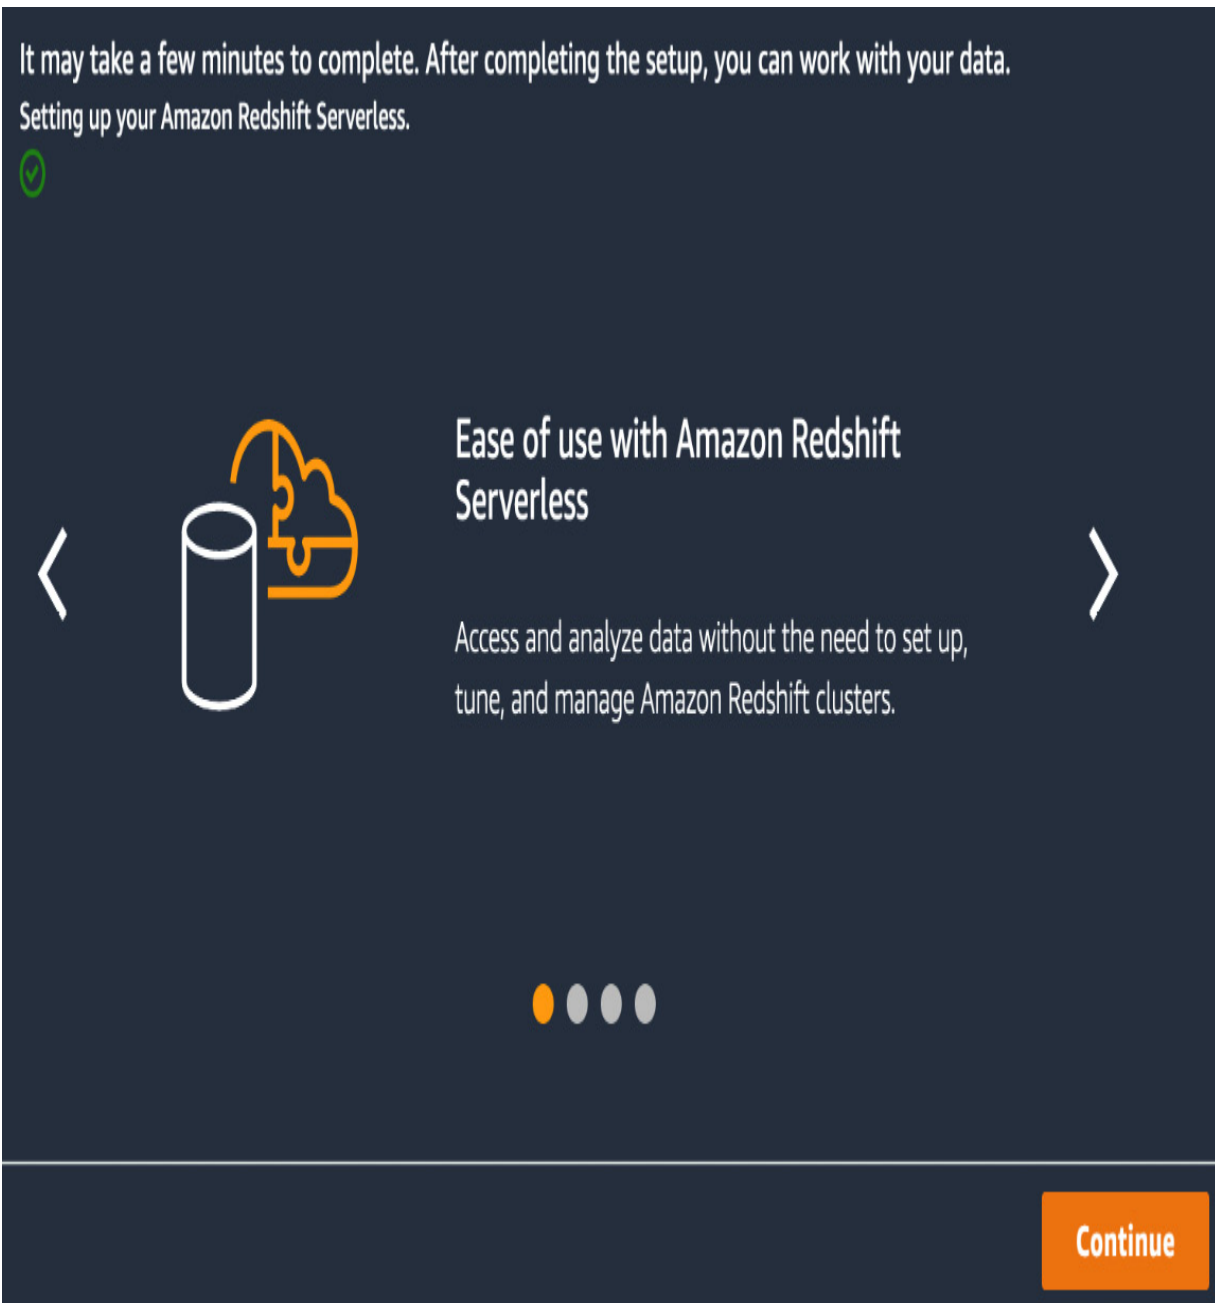 It may take a few minutes to complete. After completing the setup, you can work with your data.
Setting up your Amazon Redshift Serverless.
Ease of use with Amazon Redshift
Serverless
Access and analyze data without the need to set up,
tune, and manage Amazon Redshift clusters.
Continue